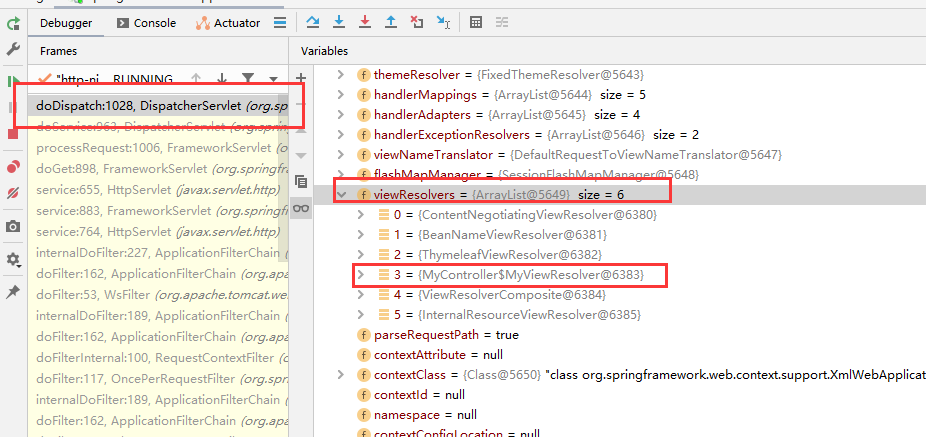 Debugger Console Actuator
Frames
"http-ni... RUNNING
doDispatch:1028, DispatcherServlet (org.sp
doService:963, DispatcherServlet (org.spring
processRequest:1006, FrameworkServlet (o
doGet:898, FrameworkServlet (org.springfra
service:655, HttpServlet (javax.servlet.http)
service:883, FrameworkServlet (org.springfr
service:764, HttpServlet (javax.servlet.http)
internalDoFilter:227, ApplicationFilterChain
doFilter:162, ApplicationFilterChain (org.apa
doFilter:53, WsFilter (org.apache.tomcat.we
internalDoFilter:189, ApplicationFilterChain
doFilter:162, ApplicationFilterChain (org.apa
doFilterInternal:100, RequestContextFilter (o
doFilter:117, OncePerRequestFilter (org.spr
internalDoFilter:189, ApplicationFilterChain
doFilter:162, ApplicationFilterChain (org.apa
Variables
themeResolver = {FixedThemeResolver@5643}
handlerMappings = {ArrayList@5644} size = 5
handlerAdapters = {ArrayList@5645} size = 4
handlerExceptionResolvers = {ArrayList@5646} size = 2
viewNameTranslator = {DefaultRequestToViewNameTranslator@5647}
flashMapManager = {SessionFlashMapManager@5648}
viewResolvers = {ArrayList@5649} size = 6
0 = {ContentNegotiatingViewResolver@6380}
1 = {BeanNameViewResolver@6381}
2 = {ThymeleafViewResolver@6382}
3 = {MyController$MyViewResolver@6383}
4 = {ViewResolverComposite@6384}
5 = {InternalResourceViewResolver@6385}
parseRequestPath = true
contextAttribute = null
contextClass = {Class@5650} "class org.springframework.web.context.support.XmlWebApplicat
contextId = null
namespace = null
contextConfigLocation = null